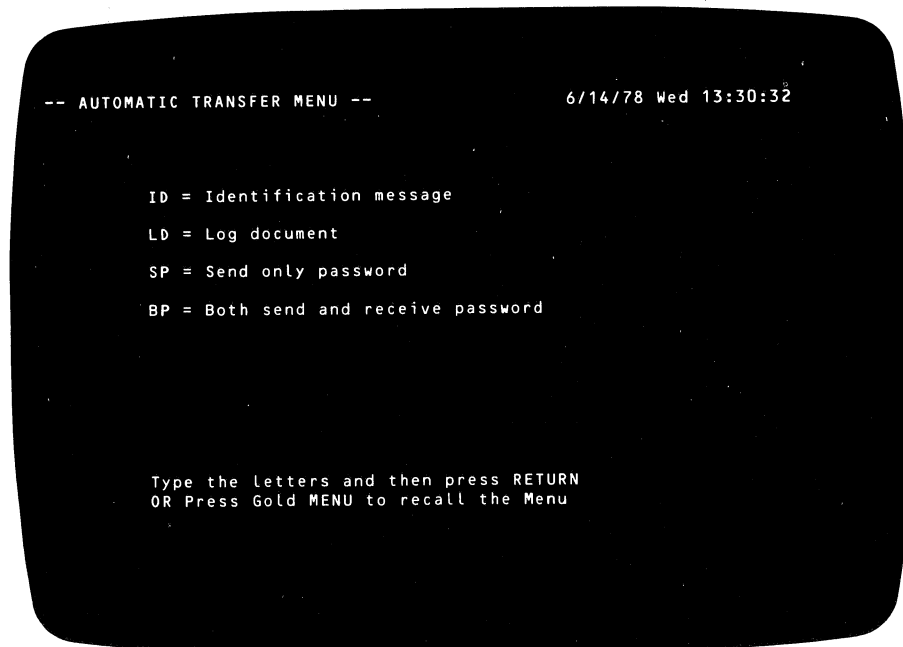 -- AUTOMATIC TRANSFER MENU -- 6/14/78 Wed 13:30:32
ID = Identification message
LD = Log document
SP = Send only password
BP = Both send and receive password
Type the letters and then press RETURN
OR Press Gold MENU to recall the Menu